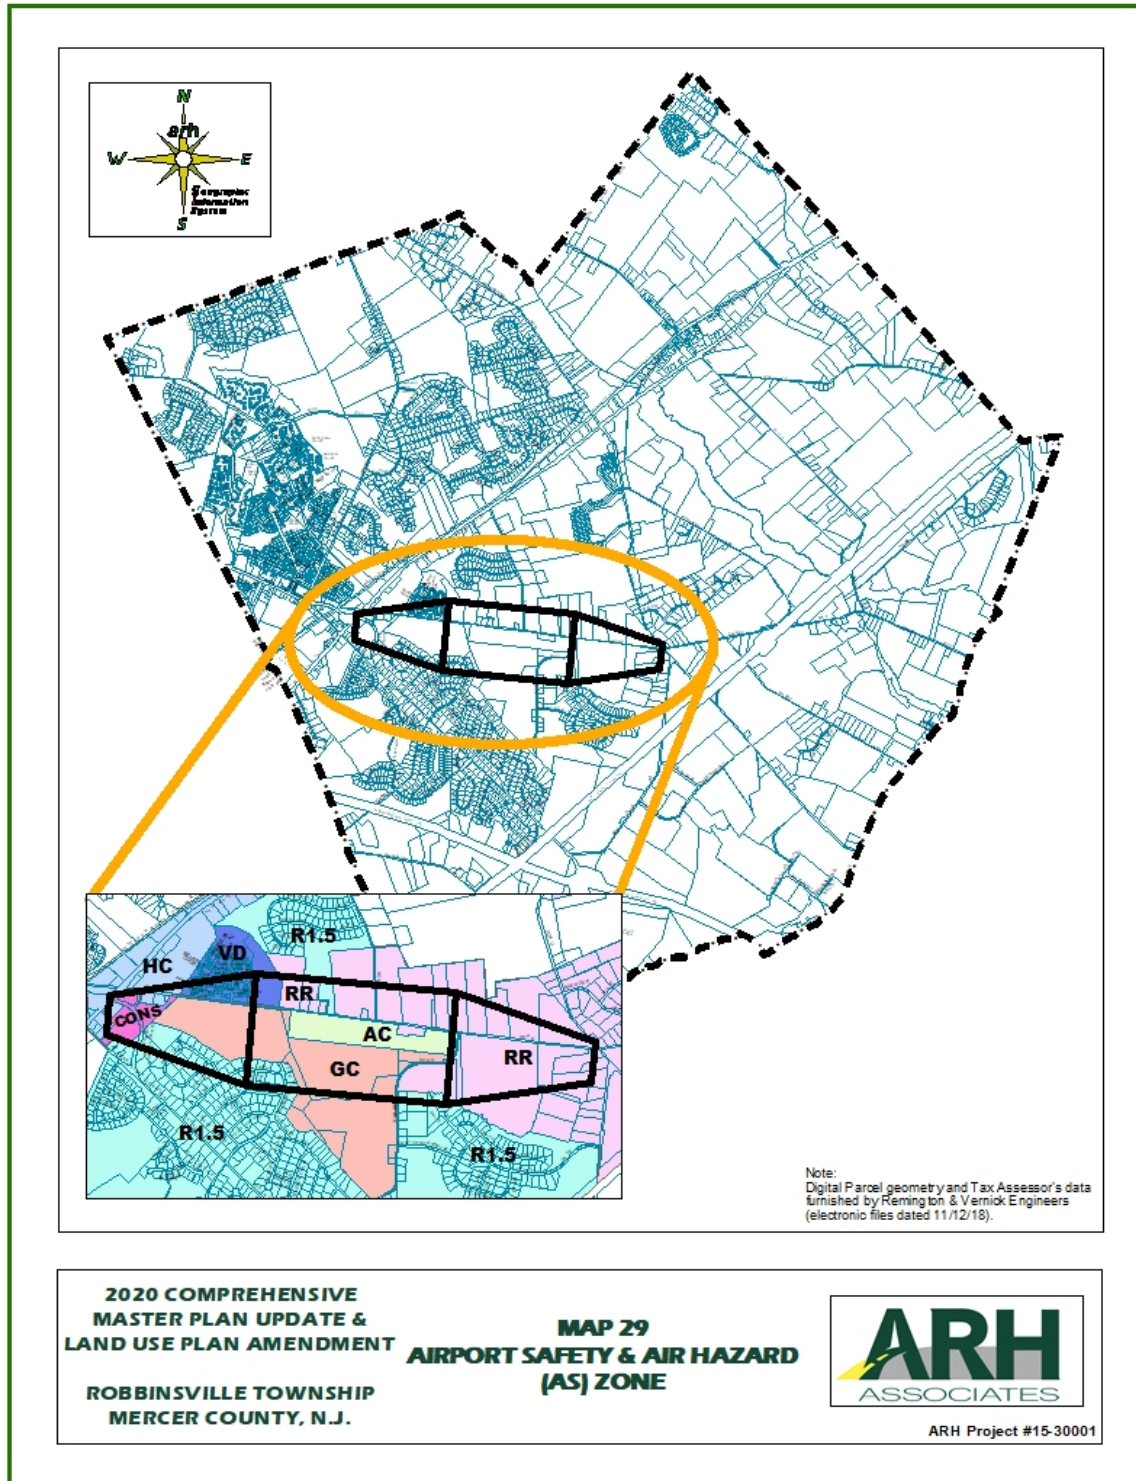 N
arh
W
E
Geographic
Information
System
S
R1.5
VD
HC
RR
CONS
AC
RR
GC
R1.5
R1.5
Note:
Digital Parcel geometry and Tax Assessor's data
furnished by Remington & Vernick Engineers
(electronic files dated 11/12/18).
2020 COMPREHENSIVE
MASTER PLAN UPDATE &
LAND USE PLAN AMENDMENT
ROBBINSVILLE TOWNSHIP
MERCER COUNTY, N.J.
MAP 29
AIRPORT SAFETY & AIR HAZARD
(AS) ZONE
ARH
ASSOCIATES
ARH Project #15-30001